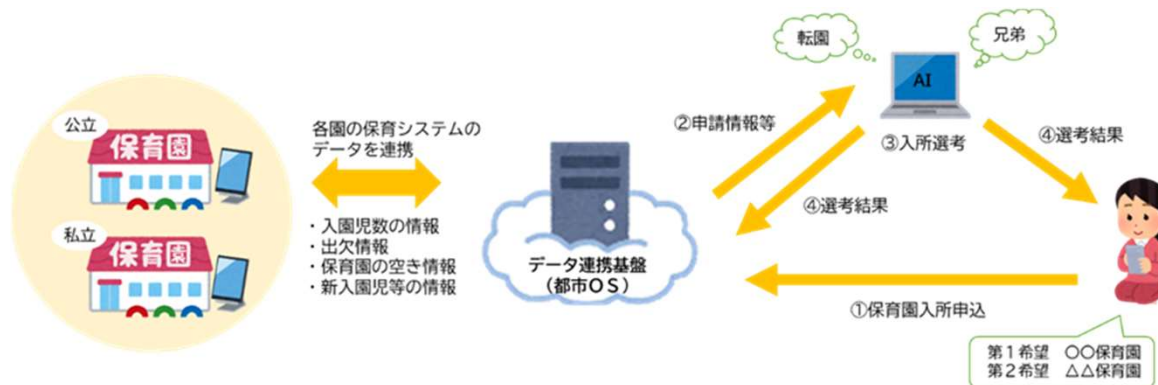 公立
保育園
私立
保育園
各園の保育システムの
データを連携
・入園児数の情報
・出欠情報
・保育園の空き情報
・新入園児等の情報
データ連携基盤
（都市ＯＳ）
転園
兄弟
AI
②申請情報等
③入所選考
④選考結果
④選考結果
①保育園入所申込
第１希望　〇〇保育園
第２希望　△△保育園